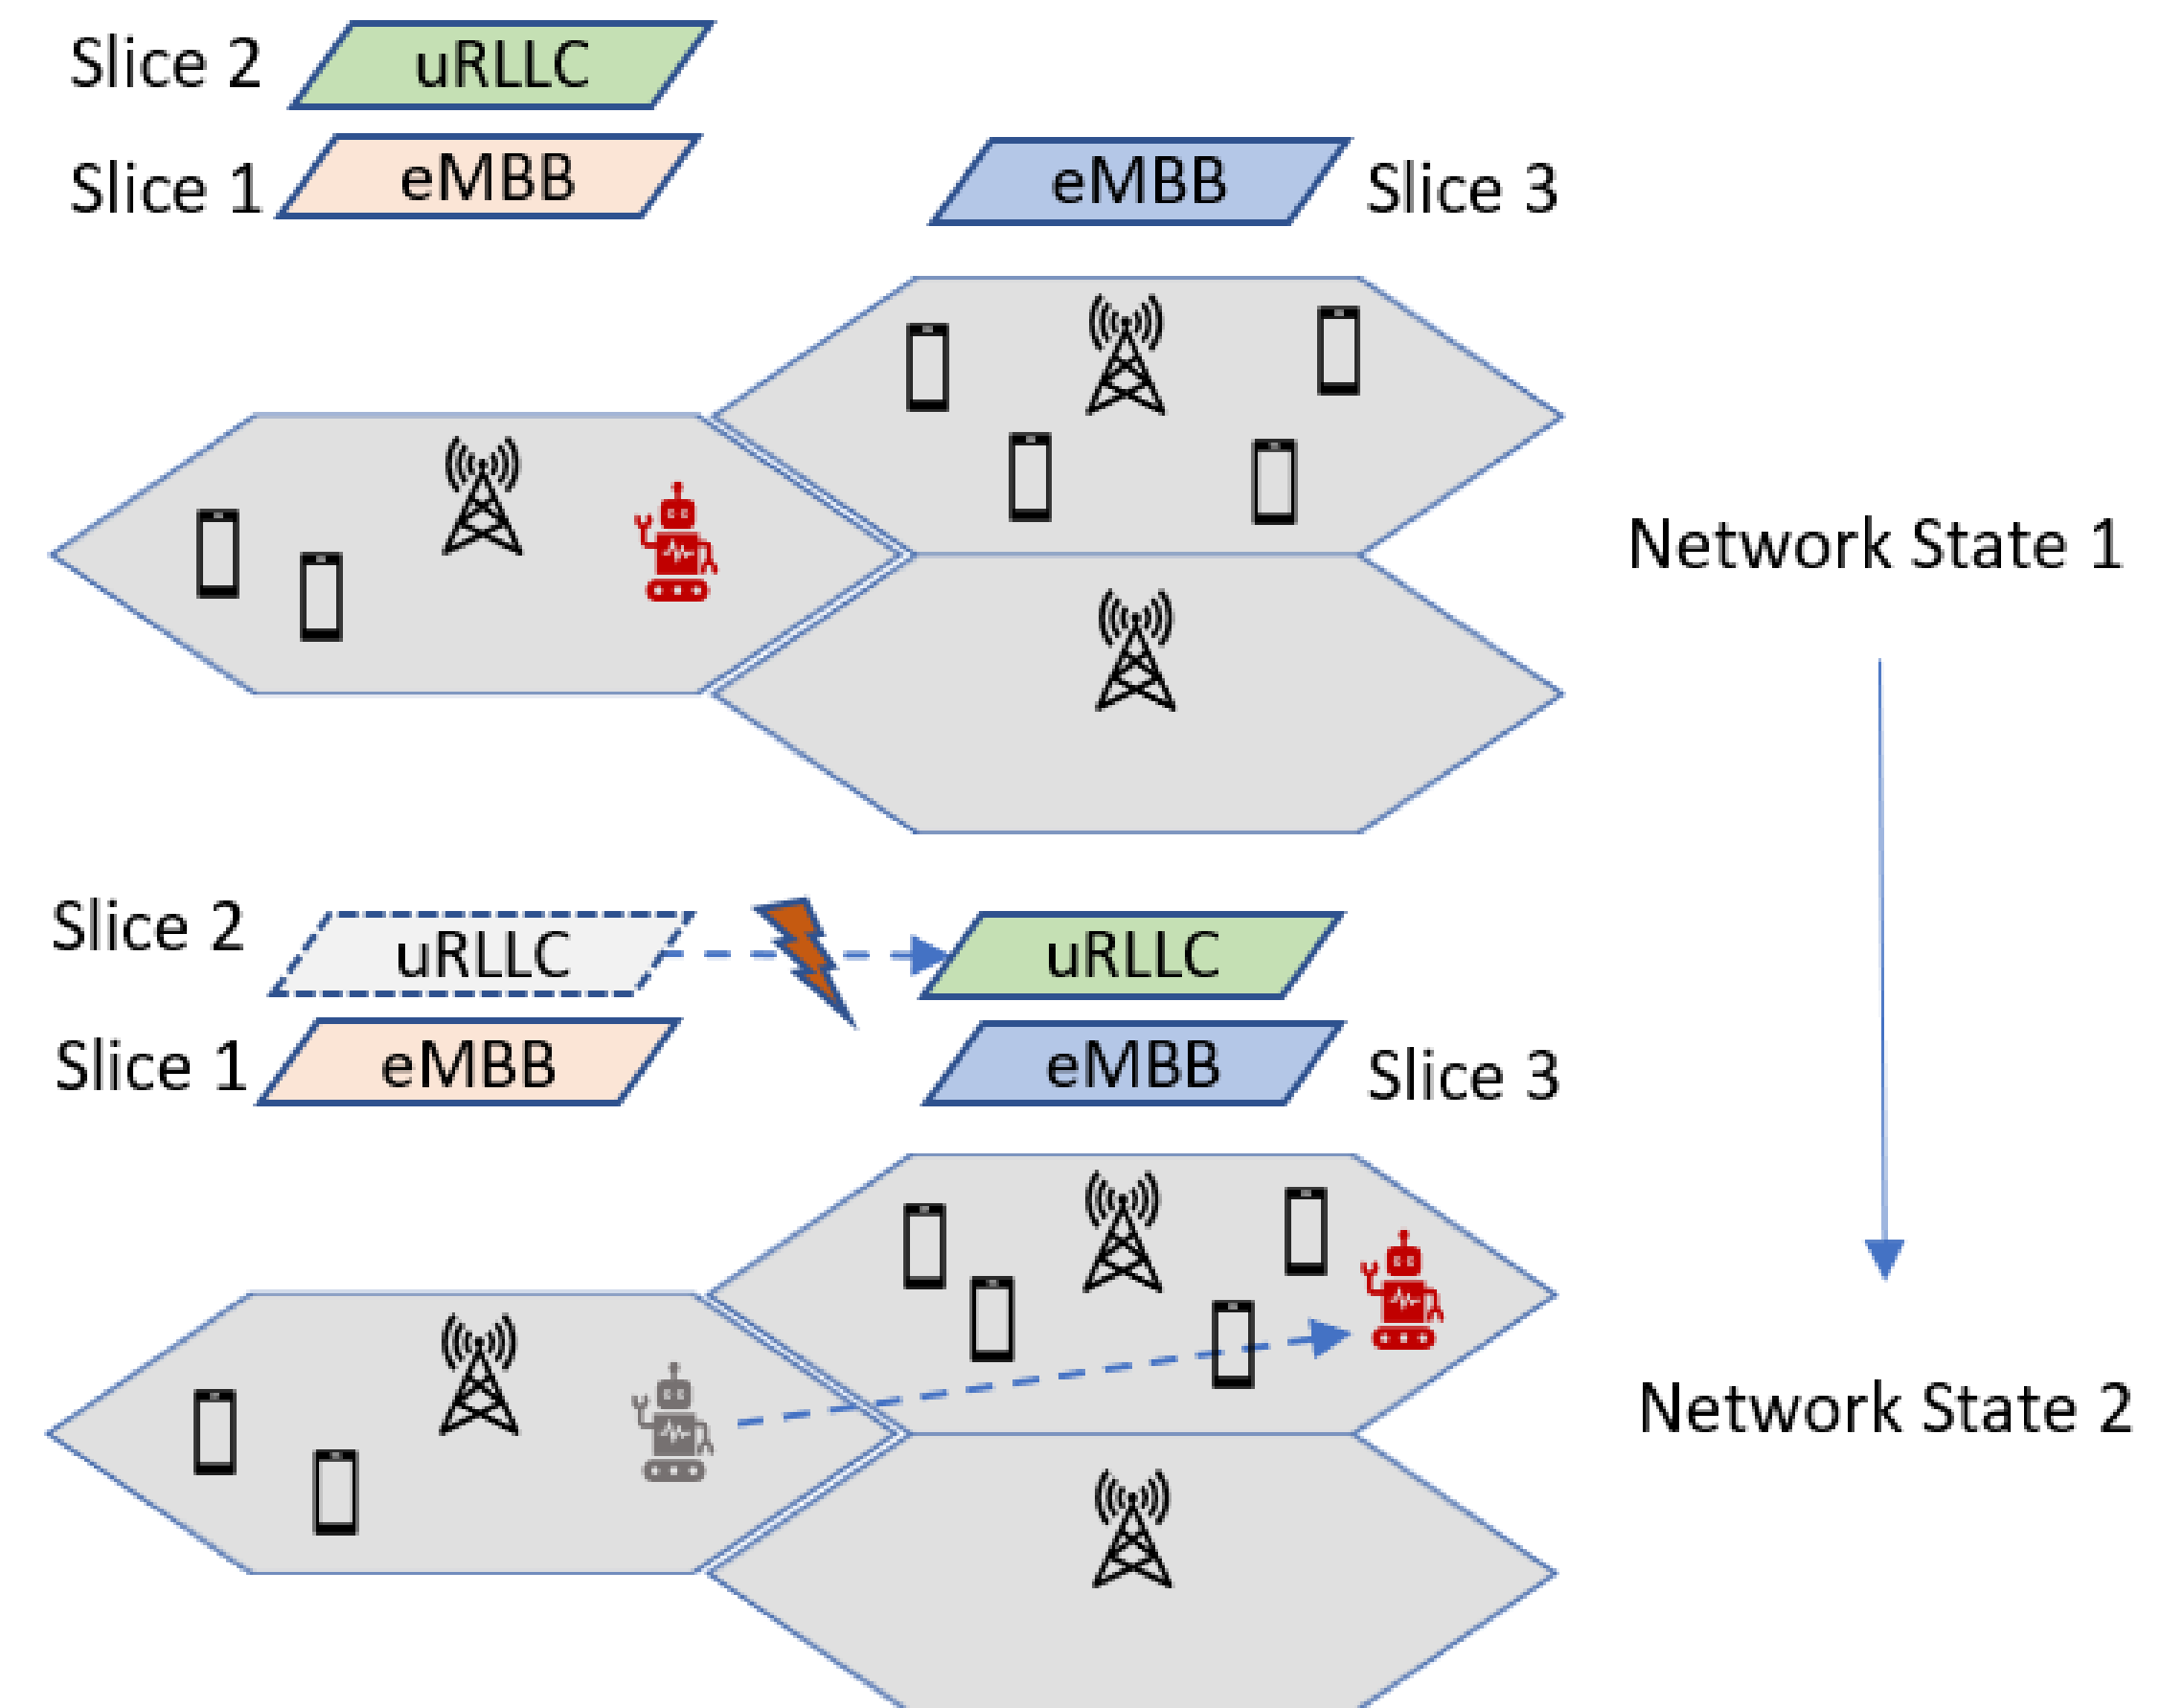 Slice 2 uRLLC
Slice 1 eMBB
eMBB Slice 3
Network State 1
Slice 2 uRLLC
uRLLC
Slice 1 eMBB
eMBB Slice 3
Network State 2